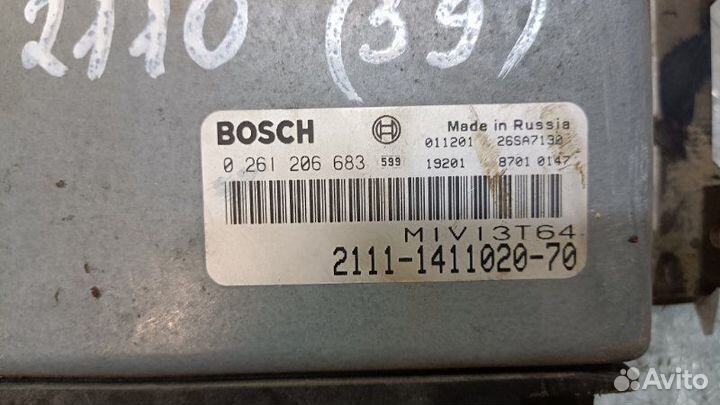 2110 (39)
BOSCH Made in Russia
011201 26SA7130
0 261 206 683 599 19201 8701 0147
M1V13T64
2111-1411020-70
Avito